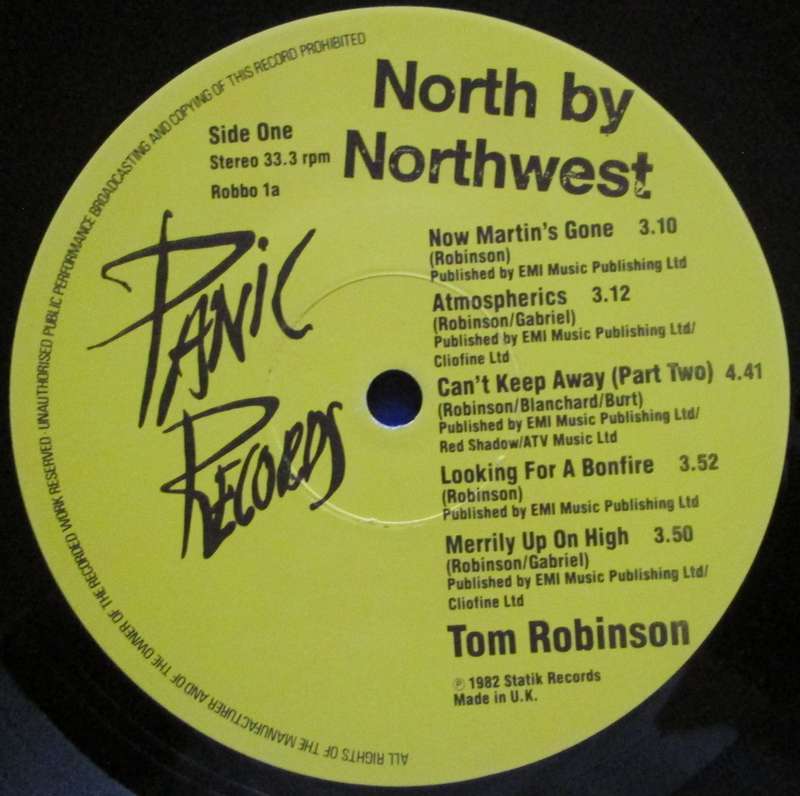 North by
Northwest
Side One
Stereo 33.3 rpm
Robbo 1a
PANIC
RECORDS
Now Martin's Gone 3.10
(Robinson)
Published by EMI Music Publishing Ltd
Atmospherics 3.12
(Robinson/Gabriel)
Published by EMI Music Publishing Ltd/
Cliofine Ltd
Can't Keep Away (Part Two) 4.41
(Robinson/Blanchard/Burt)
Published by EMI Music Publishing Ltd/
Red Shadow/ATV Music Ltd
Looking For A Bonfire 3.52
(Robinson)
Published by EMI Music Publishing Ltd
Merrily Up On High 3.50
(Robinson/Gabriel)
Published by EMI Music Publishing Ltd/
Cliofine Ltd
Tom Robinson
℗ 1982 Statik Records
Made in U.K.
ALL RIGHTS OF THE MANUFACTURER AND OF THE OWNER OF THE RECORDED WORK RESERVED · UNAUTHORISED PUBLIC PERFORMANCE BROADCASTING AND COPYING OF THIS RECORD PROHIBITED